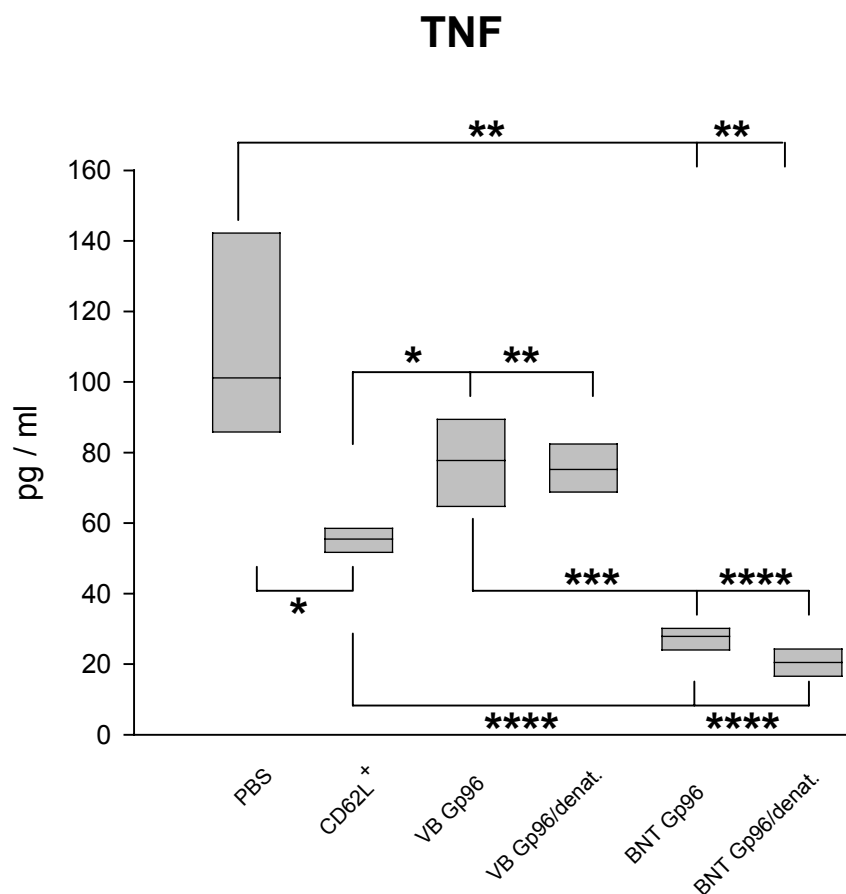 TNF
** **
160
140
120
100
80
60
40
20
0
pg / ml
* **
*** ****
*
**** ****
PBS
CD62L +
VB Gp96
VB Gp96/denat.
BNT Gp96
BNT Gp96/denat.